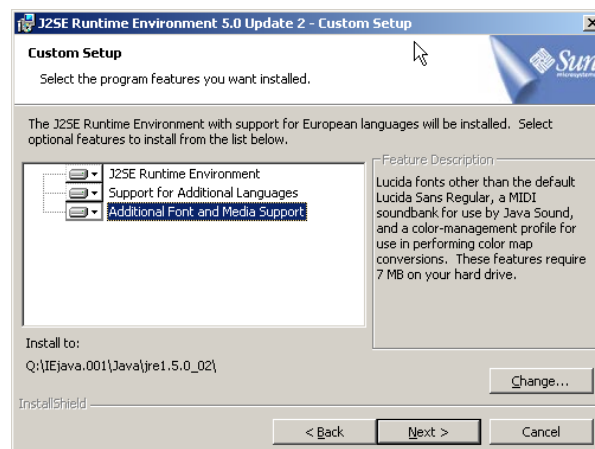 J2SE Runtime Environment 5.0 Update 2 - Custom Setup
Custom Setup
Select the program features you want installed.
Sun
microsystems
The J2SE Runtime Environment with support for European languages will be installed. Select
optional features to install from the list below.
J2SE Runtime Environment
Support for Additional Languages
Additional Font and Media Support
Feature Description
Lucida fonts other than the default
Lucida Sans Regular, a MIDI
soundbank for use by Java Sound,
and a color-management profile for
use in performing color map
conversions. These features require
7 MB on your hard drive.
Install to:
Q:\IEjava.001\Java\jre1.5.0_02\
Change...
InstallShield
< Back
Next >
Cancel